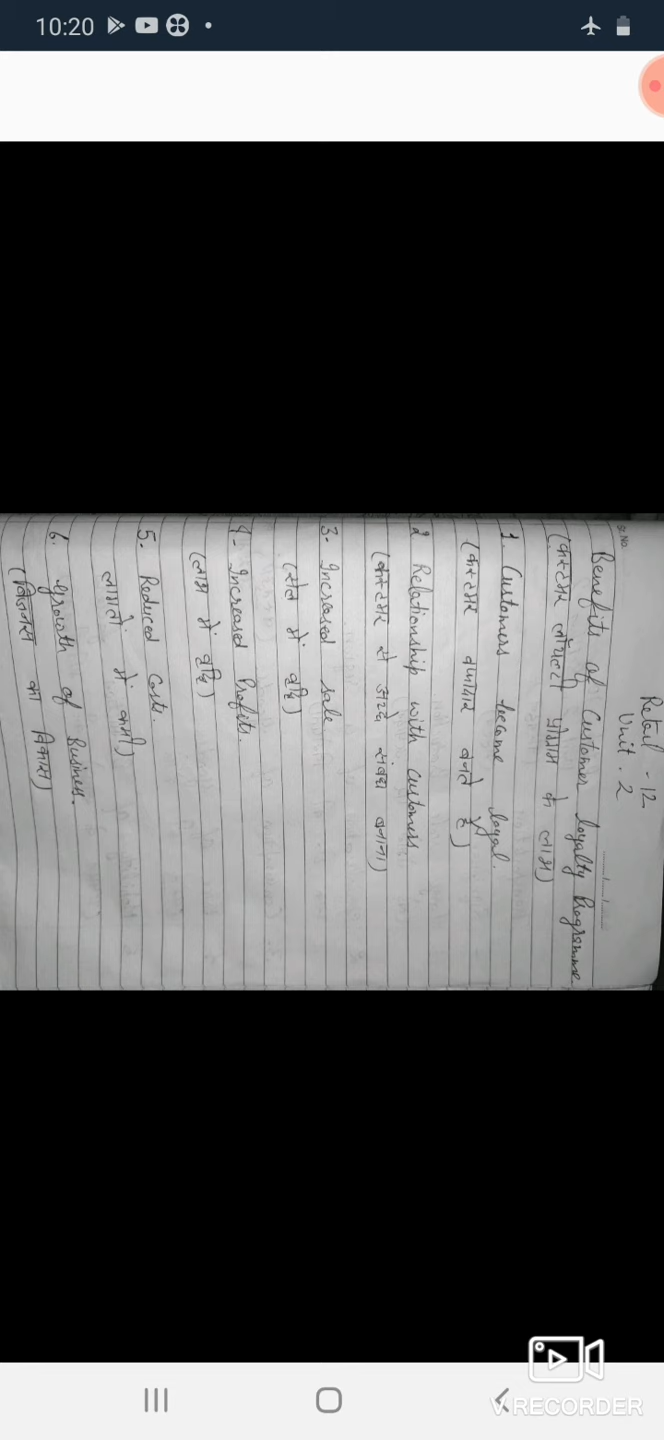 10:20
Retail - 12
Unit . 2
Sr.No.
Benefits of Customer loyalty Programme
(कस्टमर लॉयल्टी प्रोग्राम के लाभ)
1. Customers became loyal.
(कस्टमर वफादार बनते है)
2 Relationship with customers
(कस्टमर से अच्छे संबंध बनाना)
3. Increased sale
(सेल में वृद्धि)
4- Increased Profits.
(लाभ में वृद्धि)
5. Reduced Costs.
लागतो में कमी)
6. Growth of Business.
(बिजनस का विकास)
V RECORDER